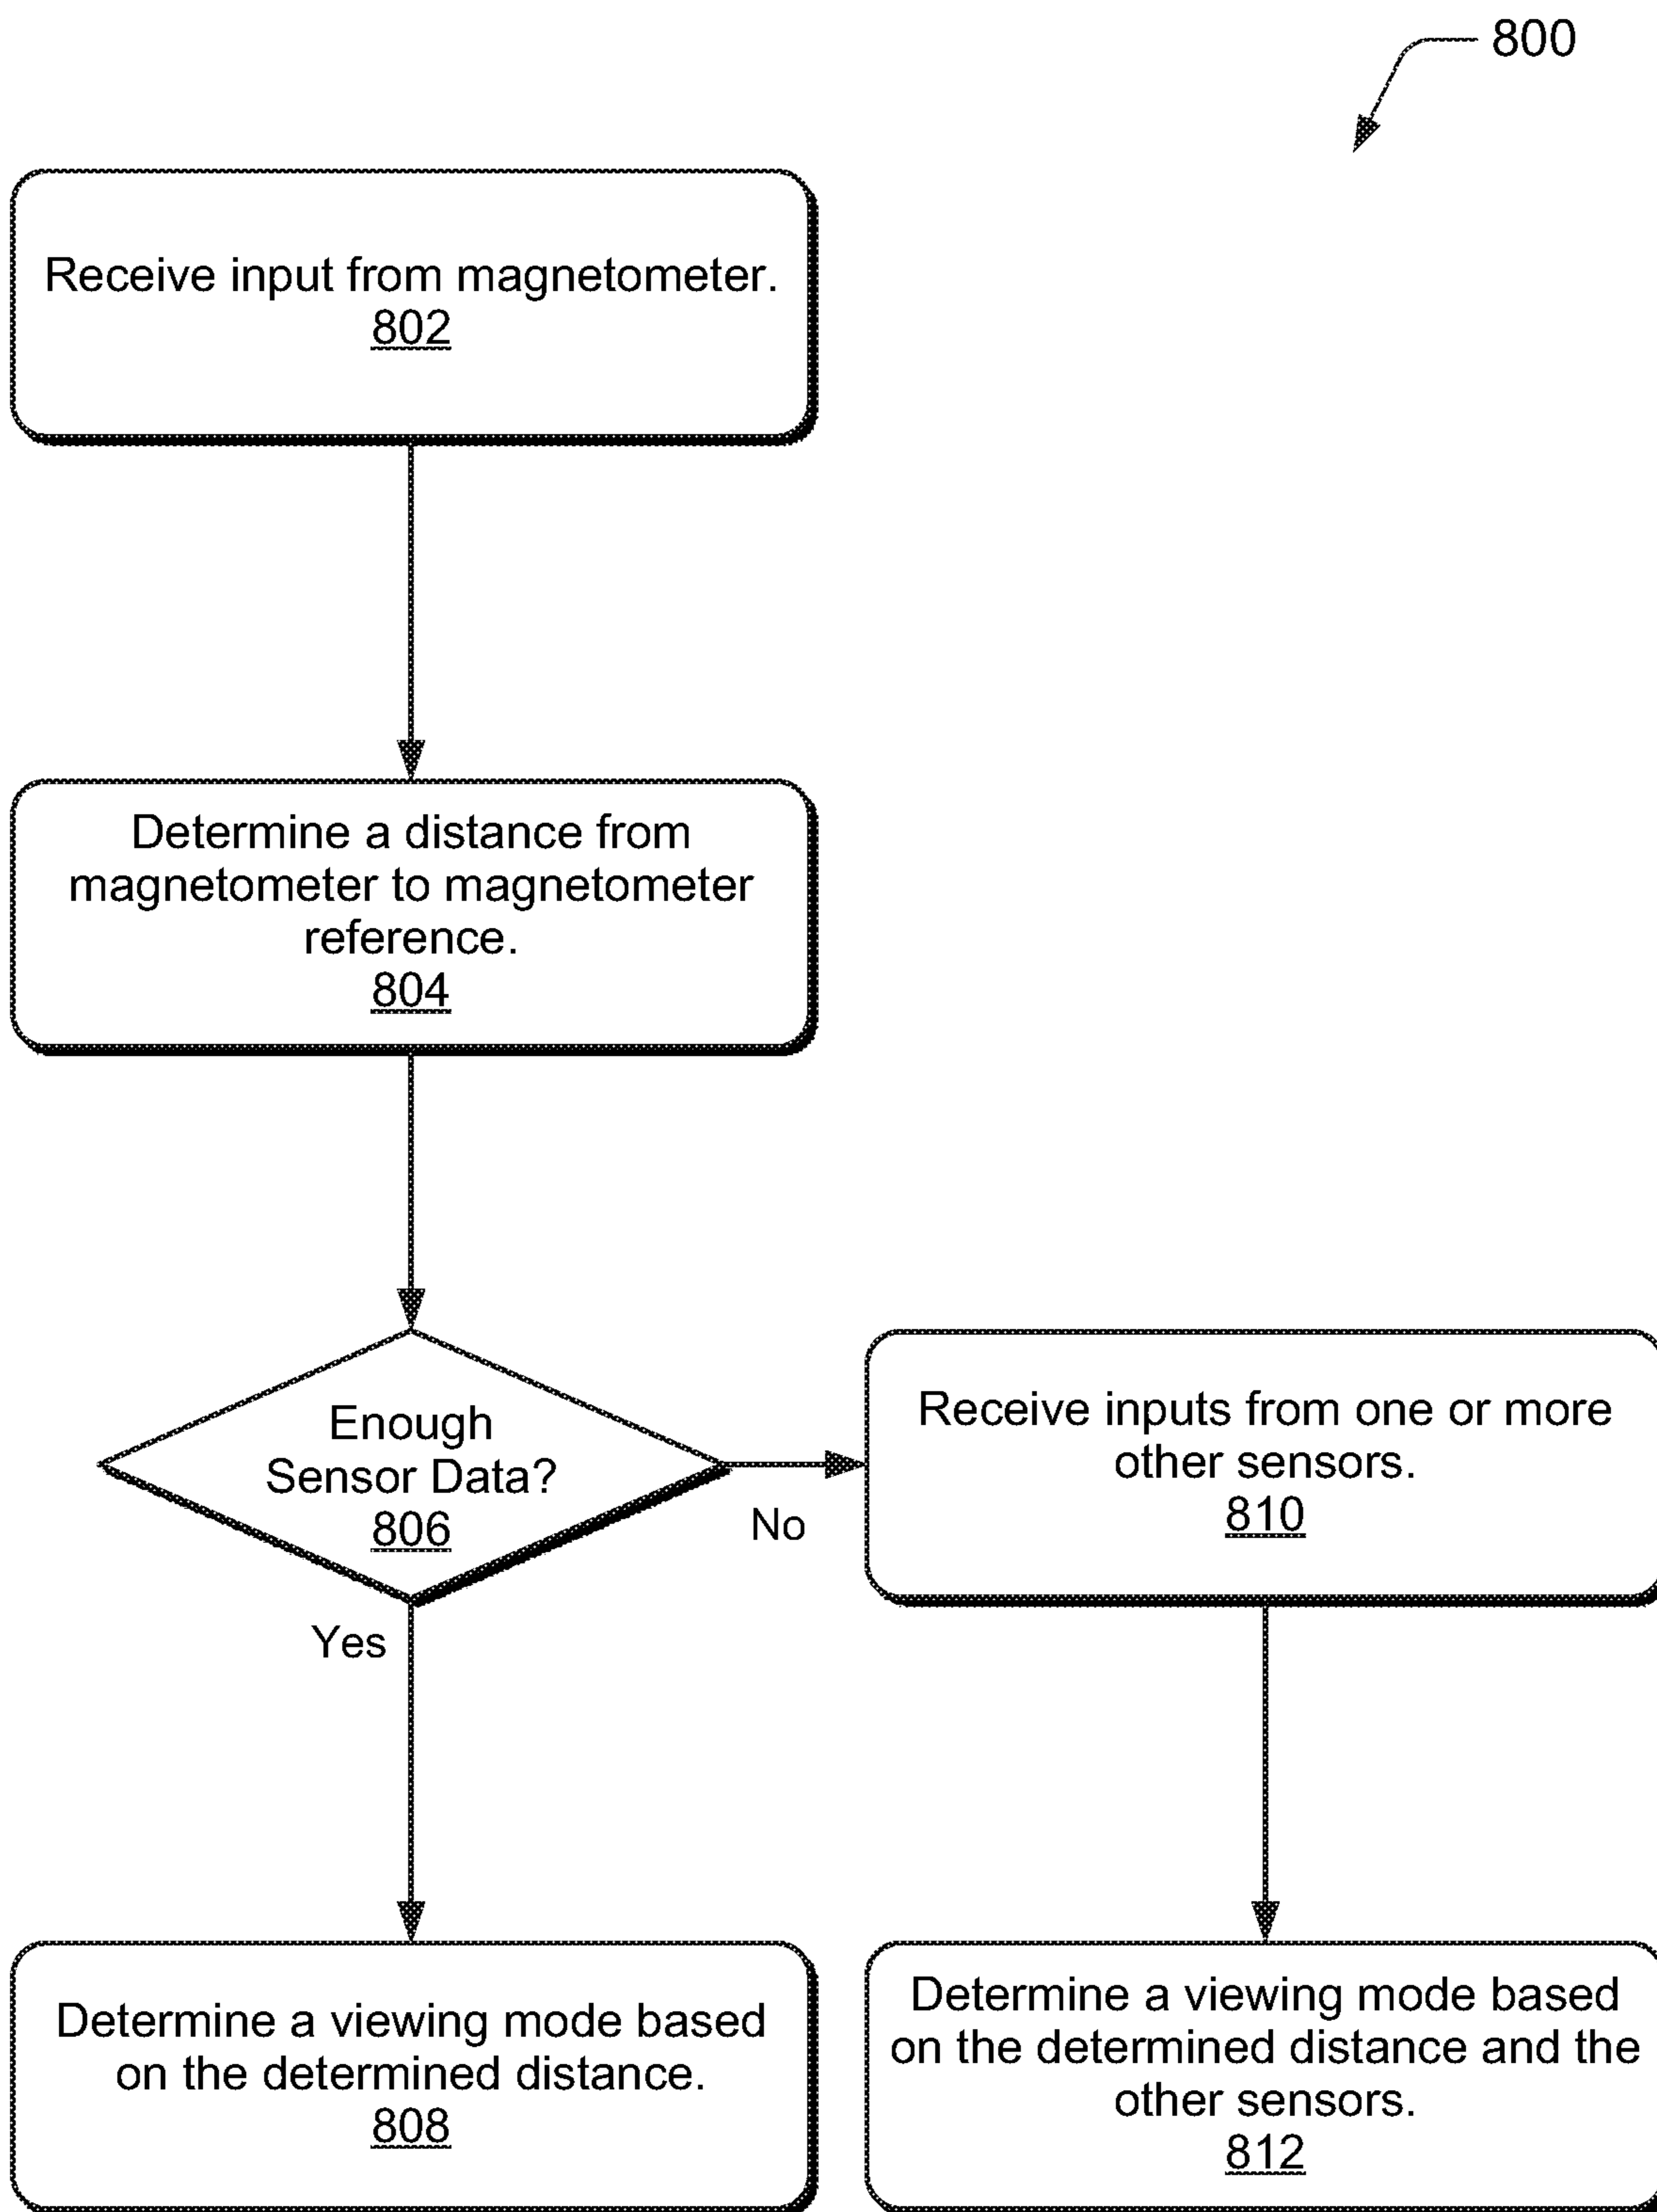 800
Receive input from magnetometer.
802
Determine a distance from
magnetometer to magnetometer
reference.
804
Enough
Sensor Data?
806
No
Yes
Receive inputs from one or more
other sensors.
810
Determine a viewing mode based
on the determined distance.
808
Determine a viewing mode based
on the determined distance and the
other sensors.
812